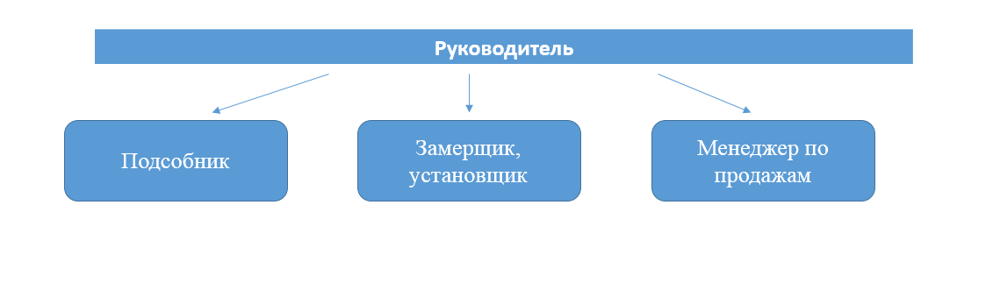 Руководитель
Подсобник
Замерщик,
установщик
Менеджер по
продажам